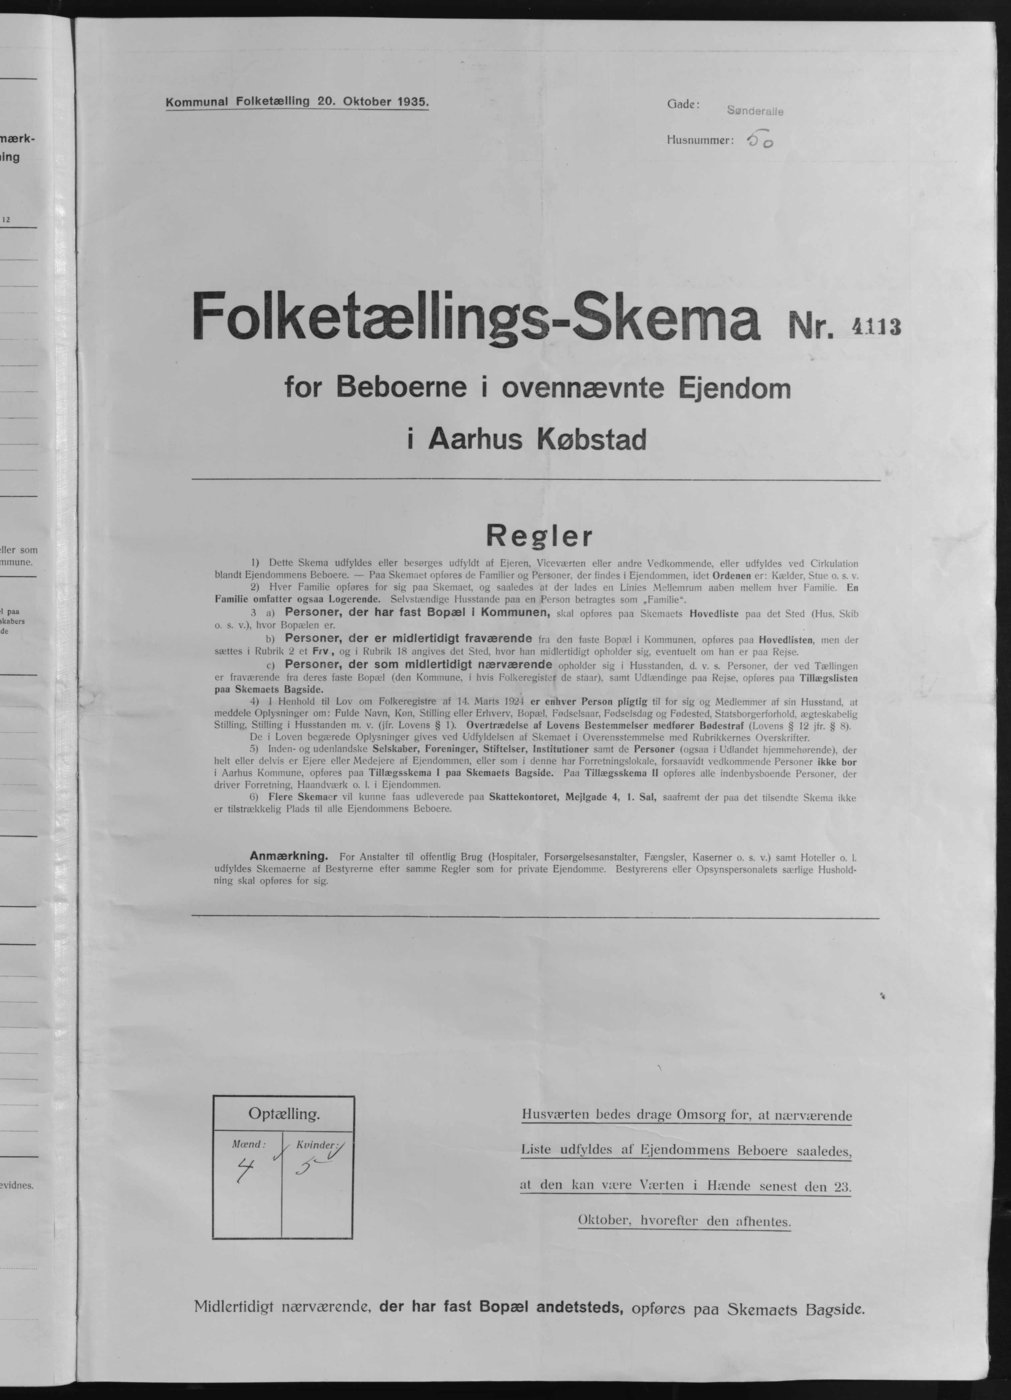 mærk-
ing
12
eller som
mmune.
l paa
skabers
de
evidnes.
Kommunal Folketælling 20. Oktober 1935.
Gade: Sønderalle
Husnummer: 50
Folketællings-Skema Nr. 4113
for Beboerne i ovennævnte Ejendom
i Aarhus Købstad
Regler
1) Dette Skema udfyldes eller besørges udfyldt af Ejeren, Viceværten eller andre Vedkommende, eller udfyldes ved Cirkulation
blandt Ejendommens Beboere. — Paa Skemaet opføres de Familier og Personer, der findes i Ejendommen, idet Ordenen er: Kælder, Stue o. s. v.
2) Hver Familie opføres for sig paa Skemaet, og saaledes at der lades en Linies Mellemrum aaben mellem hver Familie. En
Familie omfatter ogsaa Logerende. Selvstændige Husstande paa en Person betragtes som „Familie“.
3 a) Personer, der har fast Bopæl i Kommunen, skal opføres paa Skemaets Hovedliste paa det Sted (Hus, Skib
o. s. v.), hvor Bopælen er.
b) Personer, der er midlertidigt fraværende fra den faste Bopæl i Kommunen, opføres paa Hovedlisten, men der
sættes i Rubrik 2 et Frv, og i Rubrik 18 angives det Sted, hvor han midlertidigt opholder sig, eventuelt om han er paa Rejse.
c) Personer, der som midlertidigt nærværende opholder sig i Husstanden, d. v. s. Personer, der ved Tællingen
er fraværende fra deres faste Bopæl (den Kommune, i hvis Folkeregister de staar), samt Udlændinge paa Rejse, opføres paa Tillægslisten
paa Skemaets Bagside.
4) I Henhold til Lov om Folkeregistre af 14. Marts 1924 er enhver Person pligtig til for sig og Medlemmer af sin Husstand, at
meddele Oplysninger om: Fulde Navn, Køn, Stilling eller Erhverv, Bopæl, Fødselsaar, Fødselsdag og Fødested, Statsborgerforhold, ægteskabelig
Stilling, Stilling i Husstanden m. v. (jfr. Lovens § 1). Overtrædelse af Lovens Bestemmelser medfører Bødestraf (Lovens § 12 jfr. § 8).
De i Loven begærede Oplysninger gives ved Udfyldelsen af Skemaet i Overensstemmelse med Rubrikkernes Overskrifter.
5) Inden- og udenlandske Selskaber, Foreninger, Stiftelser, Institutioner samt de Personer (ogsaa i Udlandet hjemmehørende), der
helt eller delvis er Ejere eller Medejere af Ejendommen, eller som i denne har Forretningslokale, forsaavidt vedkommende Personer ikke bor
i Aarhus Kommune, opføres paa Tillægsskema I paa Skemaets Bagside. Paa Tillægsskema II opføres alle indenbysboende Personer, der
driver Forretning, Haandværk o. l. i Ejendommen.
6) Flere Skemaer vil kunne faas udleverede paa Skattekontoret, Mejlgade 4, 1. Sal, saafremt der paa det tilsendte Skema ikke
er tilstrækkelig Plads til alle Ejendommens Beboere.
Anmærkning. For Anstalter til offentlig Brug (Hospitaler, Forsørgelsesanstalter, Fængsler, Kaserner o. s. v.) samt Hoteller o. l.
udfyldes Skemaerne af Bestyrerne efter samme Regler som for private Ejendomme. Bestyrerens eller Opsynspersonalets særlige Hushold-
ning skal opføres for sig.
Optælling.
Mænd: Kvinder:
4 5
Husværten bedes drage Omsorg for, at nærværende
Liste udfyldes af Ejendommens Beboere saaledes,
at den kan være Værten i Hænde senest den 23.
Oktober, hvorefter den afhentes.
Midlertidigt nærværende, der har fast Bopæl andetsteds, opføres paa Skemaets Bagside.